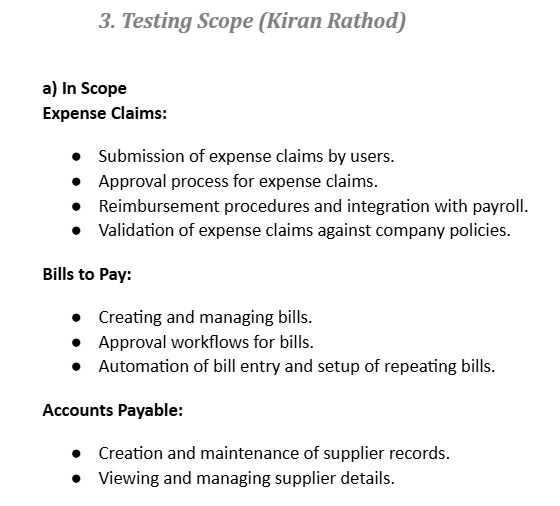 3. Testing Scope (Kiran Rathod)
a) In Scope
Expense Claims:
● Submission of expense claims by users.
● Approval process for expense claims.
● Reimbursement procedures and integration with payroll.
● Validation of expense claims against company policies.
Bills to Pay:
● Creating and managing bills.
● Approval workflows for bills.
● Automation of bill entry and setup of repeating bills.
Accounts Payable:
● Creation and maintenance of supplier records.
● Viewing and managing supplier details.